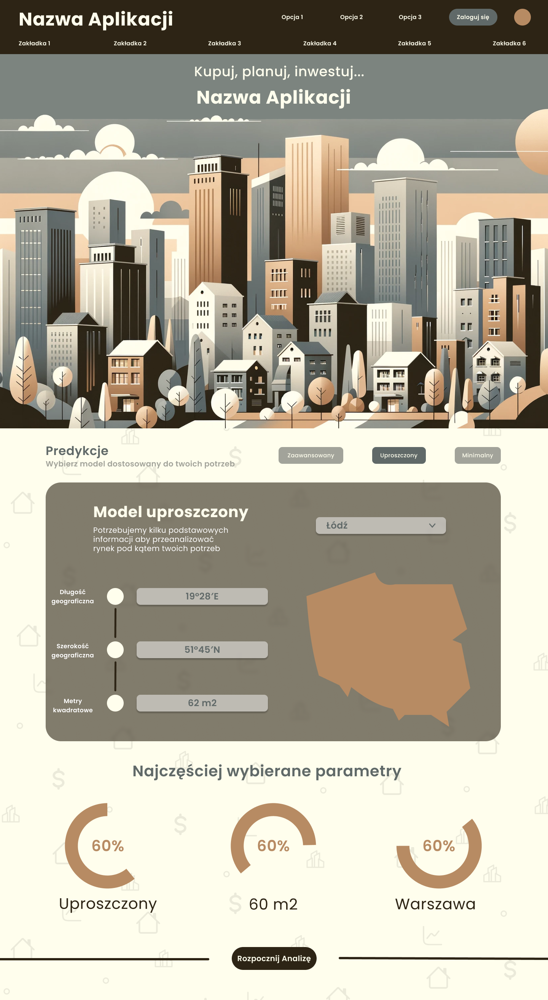 Nazwa Aplikacji
Opcja 1
Opcja 2
Opcja 3
Zaloguj się
Zakładka 1
Zakładka 2
Zakładka 3
Zakładka 4
Zakładka 5
Zakładka 6
Kupuj, planuj, inwestuj...
Nazwa Aplikacji
Predykcje
Wybierz model dostosowany do twoich potrzeb
Zaawansowany
Uproszczony
Minimalny
Model uproszczony
Potrzebujemy kilku podstawowych
informacji aby przeanalizować
rynek pod kątem twoich potrzeb
Łódź
Długość
geograficzna
19°28′E
Szerokość
geograficzna
51°45′N
Metry
kwadratowe
62 m2
Najczęściej wybierane parametry
60%
60%
60%
Uproszczony
60 m2
Warszawa
Rozpocznij Analizę